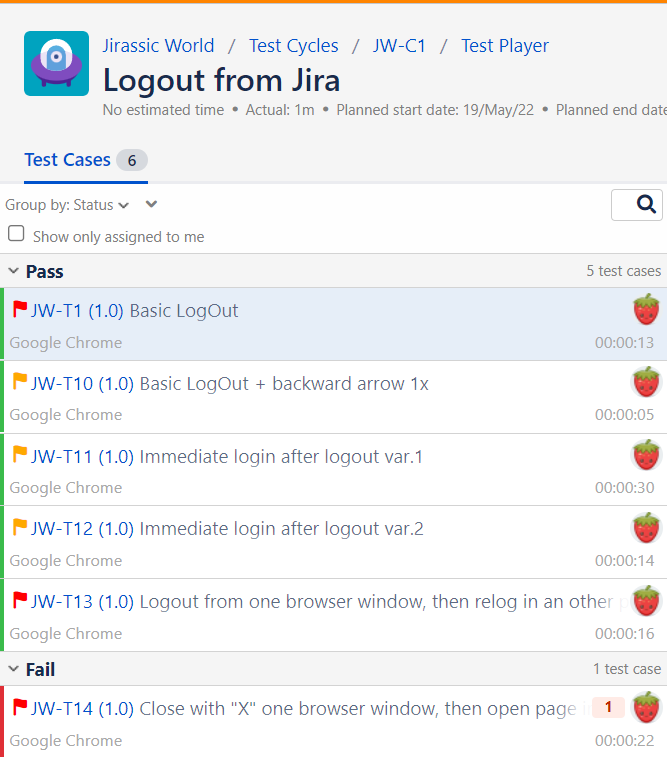 Jirassic World / Test Cycles / JW-C1 / Test Player
Logout from Jira
No estimated time • Actual: 1m • Planned start date: 19/May/22 • Planned end date
Test Cases 6
Group by: Status
Show only assigned to me
Pass 5 test cases
JW-T1 (1.0) Basic LogOut
Google Chrome 00:00:13
JW-T10 (1.0) Basic LogOut + backward arrow 1x
Google Chrome 00:00:05
JW-T11 (1.0) Immediate login after logout var.1
Google Chrome 00:00:30
JW-T12 (1.0) Immediate login after logout var.2
Google Chrome 00:00:14
JW-T13 (1.0) Logout from one browser window, then relog in an other
Google Chrome 00:00:16
Fail 1 test case
JW-T14 (1.0) Close with "X" one browser window, then open page 1
Google Chrome 00:00:22